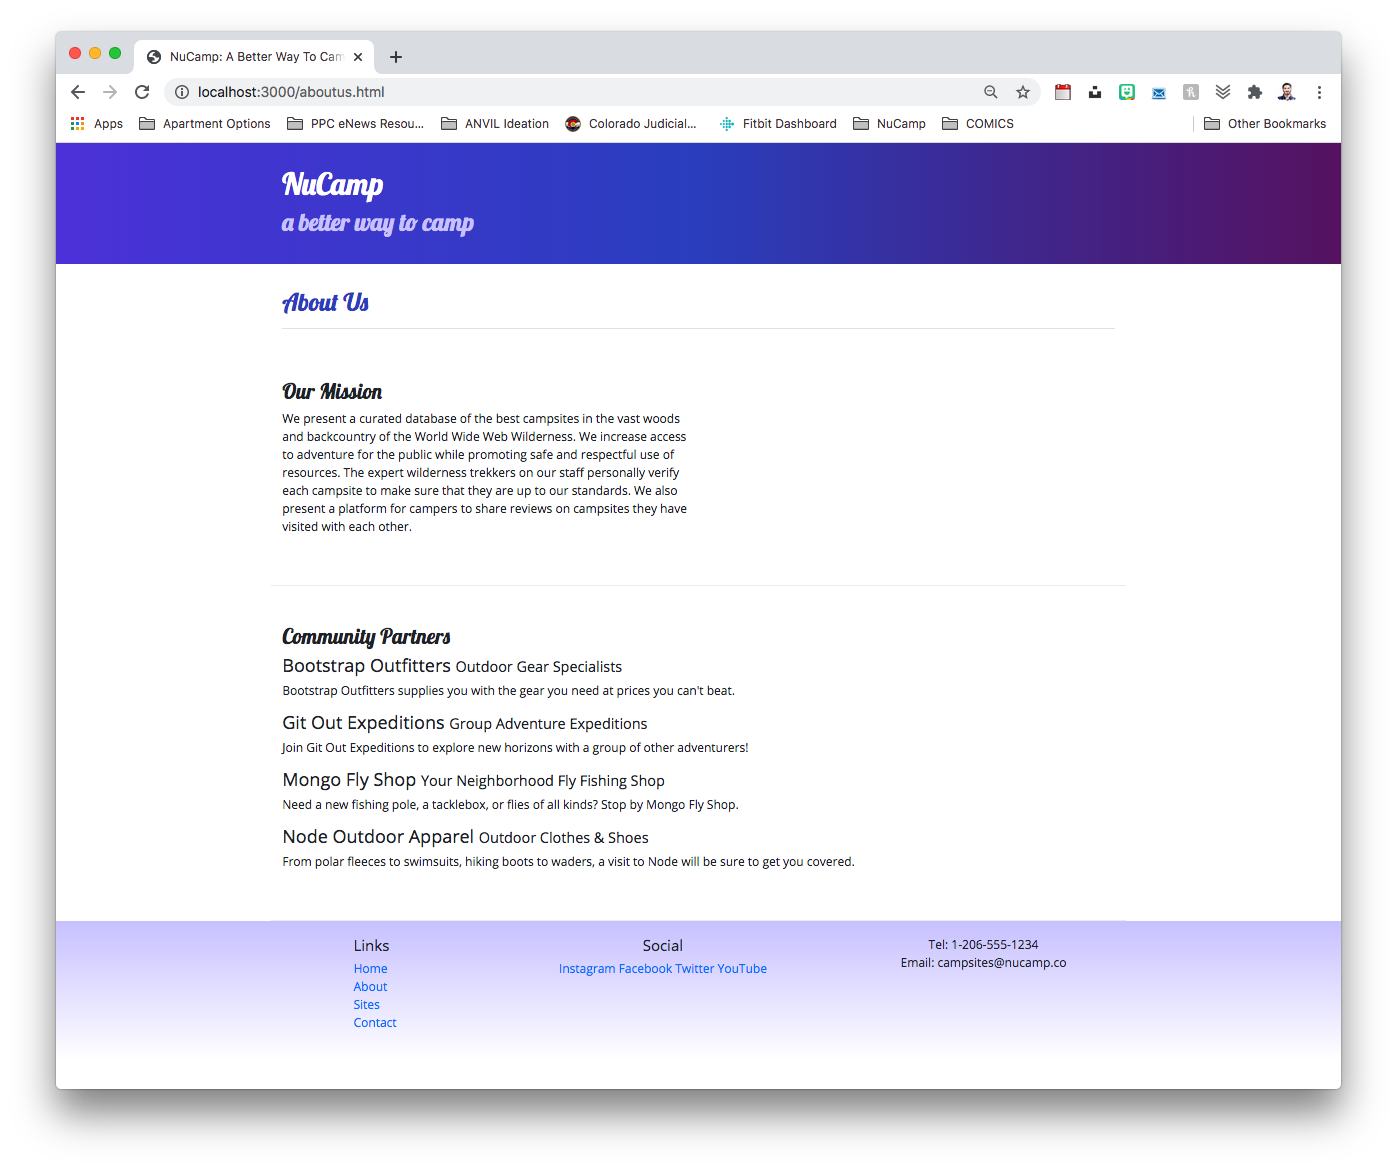 NuCamp: A Better Way To Cam
localhost:3000/aboutus.html
Apps Apartment Options PPC eNews Resou... ANVIL Ideation Colorado Judicial... Fitbit Dashboard NuCamp COMICS Other Bookmarks
NuCamp
a better way to camp
About Us
Our Mission
We present a curated database of the best campsites in the vast woods
and backcountry of the World Wide Web Wilderness. We increase access
to adventure for the public while promoting safe and respectful use of
resources. The expert wilderness trekkers on our staff personally verify
each campsite to make sure that they are up to our standards. We also
present a platform for campers to share reviews on campsites they have
visited with each other.
Community Partners
Bootstrap Outfitters Outdoor Gear Specialists
Bootstrap Outfitters supplies you with the gear you need at prices you can't beat.
Git Out Expeditions Group Adventure Expeditions
Join Git Out Expeditions to explore new horizons with a group of other adventurers!
Mongo Fly Shop Your Neighborhood Fly Fishing Shop
Need a new fishing pole, a tacklebox, or flies of all kinds? Stop by Mongo Fly Shop.
Node Outdoor Apparel Outdoor Clothes & Shoes
From polar fleeces to swimsuits, hiking boots to waders, a visit to Node will be sure to get you covered.
Links
Home
About
Sites
Contact
Social
Instagram Facebook Twitter YouTube
Tel: 1-206-555-1234
Email: campsites@nucamp.co